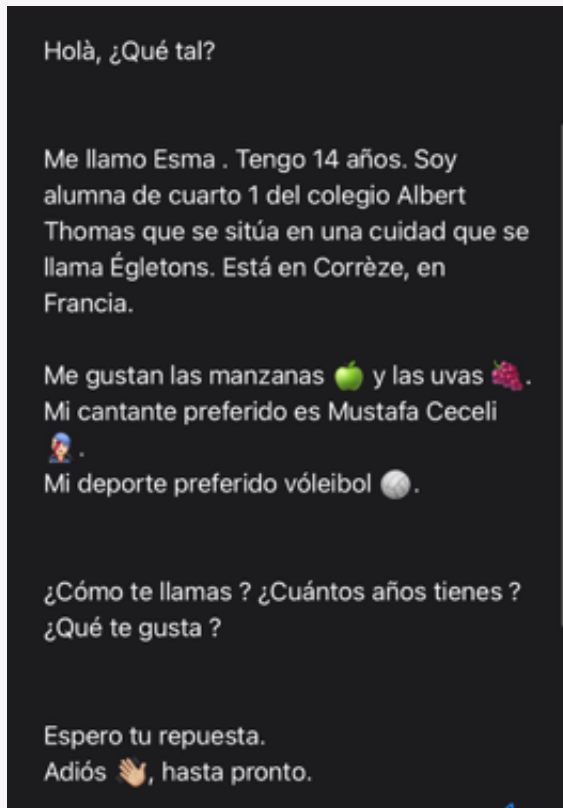 Holà, ¿Qué tal?
Me llamo Esma . Tengo 14 años. Soy
alumna de cuarto 1 del colegio Albert
Thomas que se sitúa en una cuidad que se
llama Égletons. Está en Corrèze, en
Francia.
Me gustan las manzanas 🍏 y las uvas 🍇.
Mi cantante preferido es Mustafa Ceceli
👩🏻‍🎤 .
Mi deporte preferido vóleibol 🏐.
¿Cómo te llamas ? ¿Cuántos años tienes ?
¿Qué te gusta ?
Espero tu repuesta.
Adiós 👋🏼, hasta pronto.